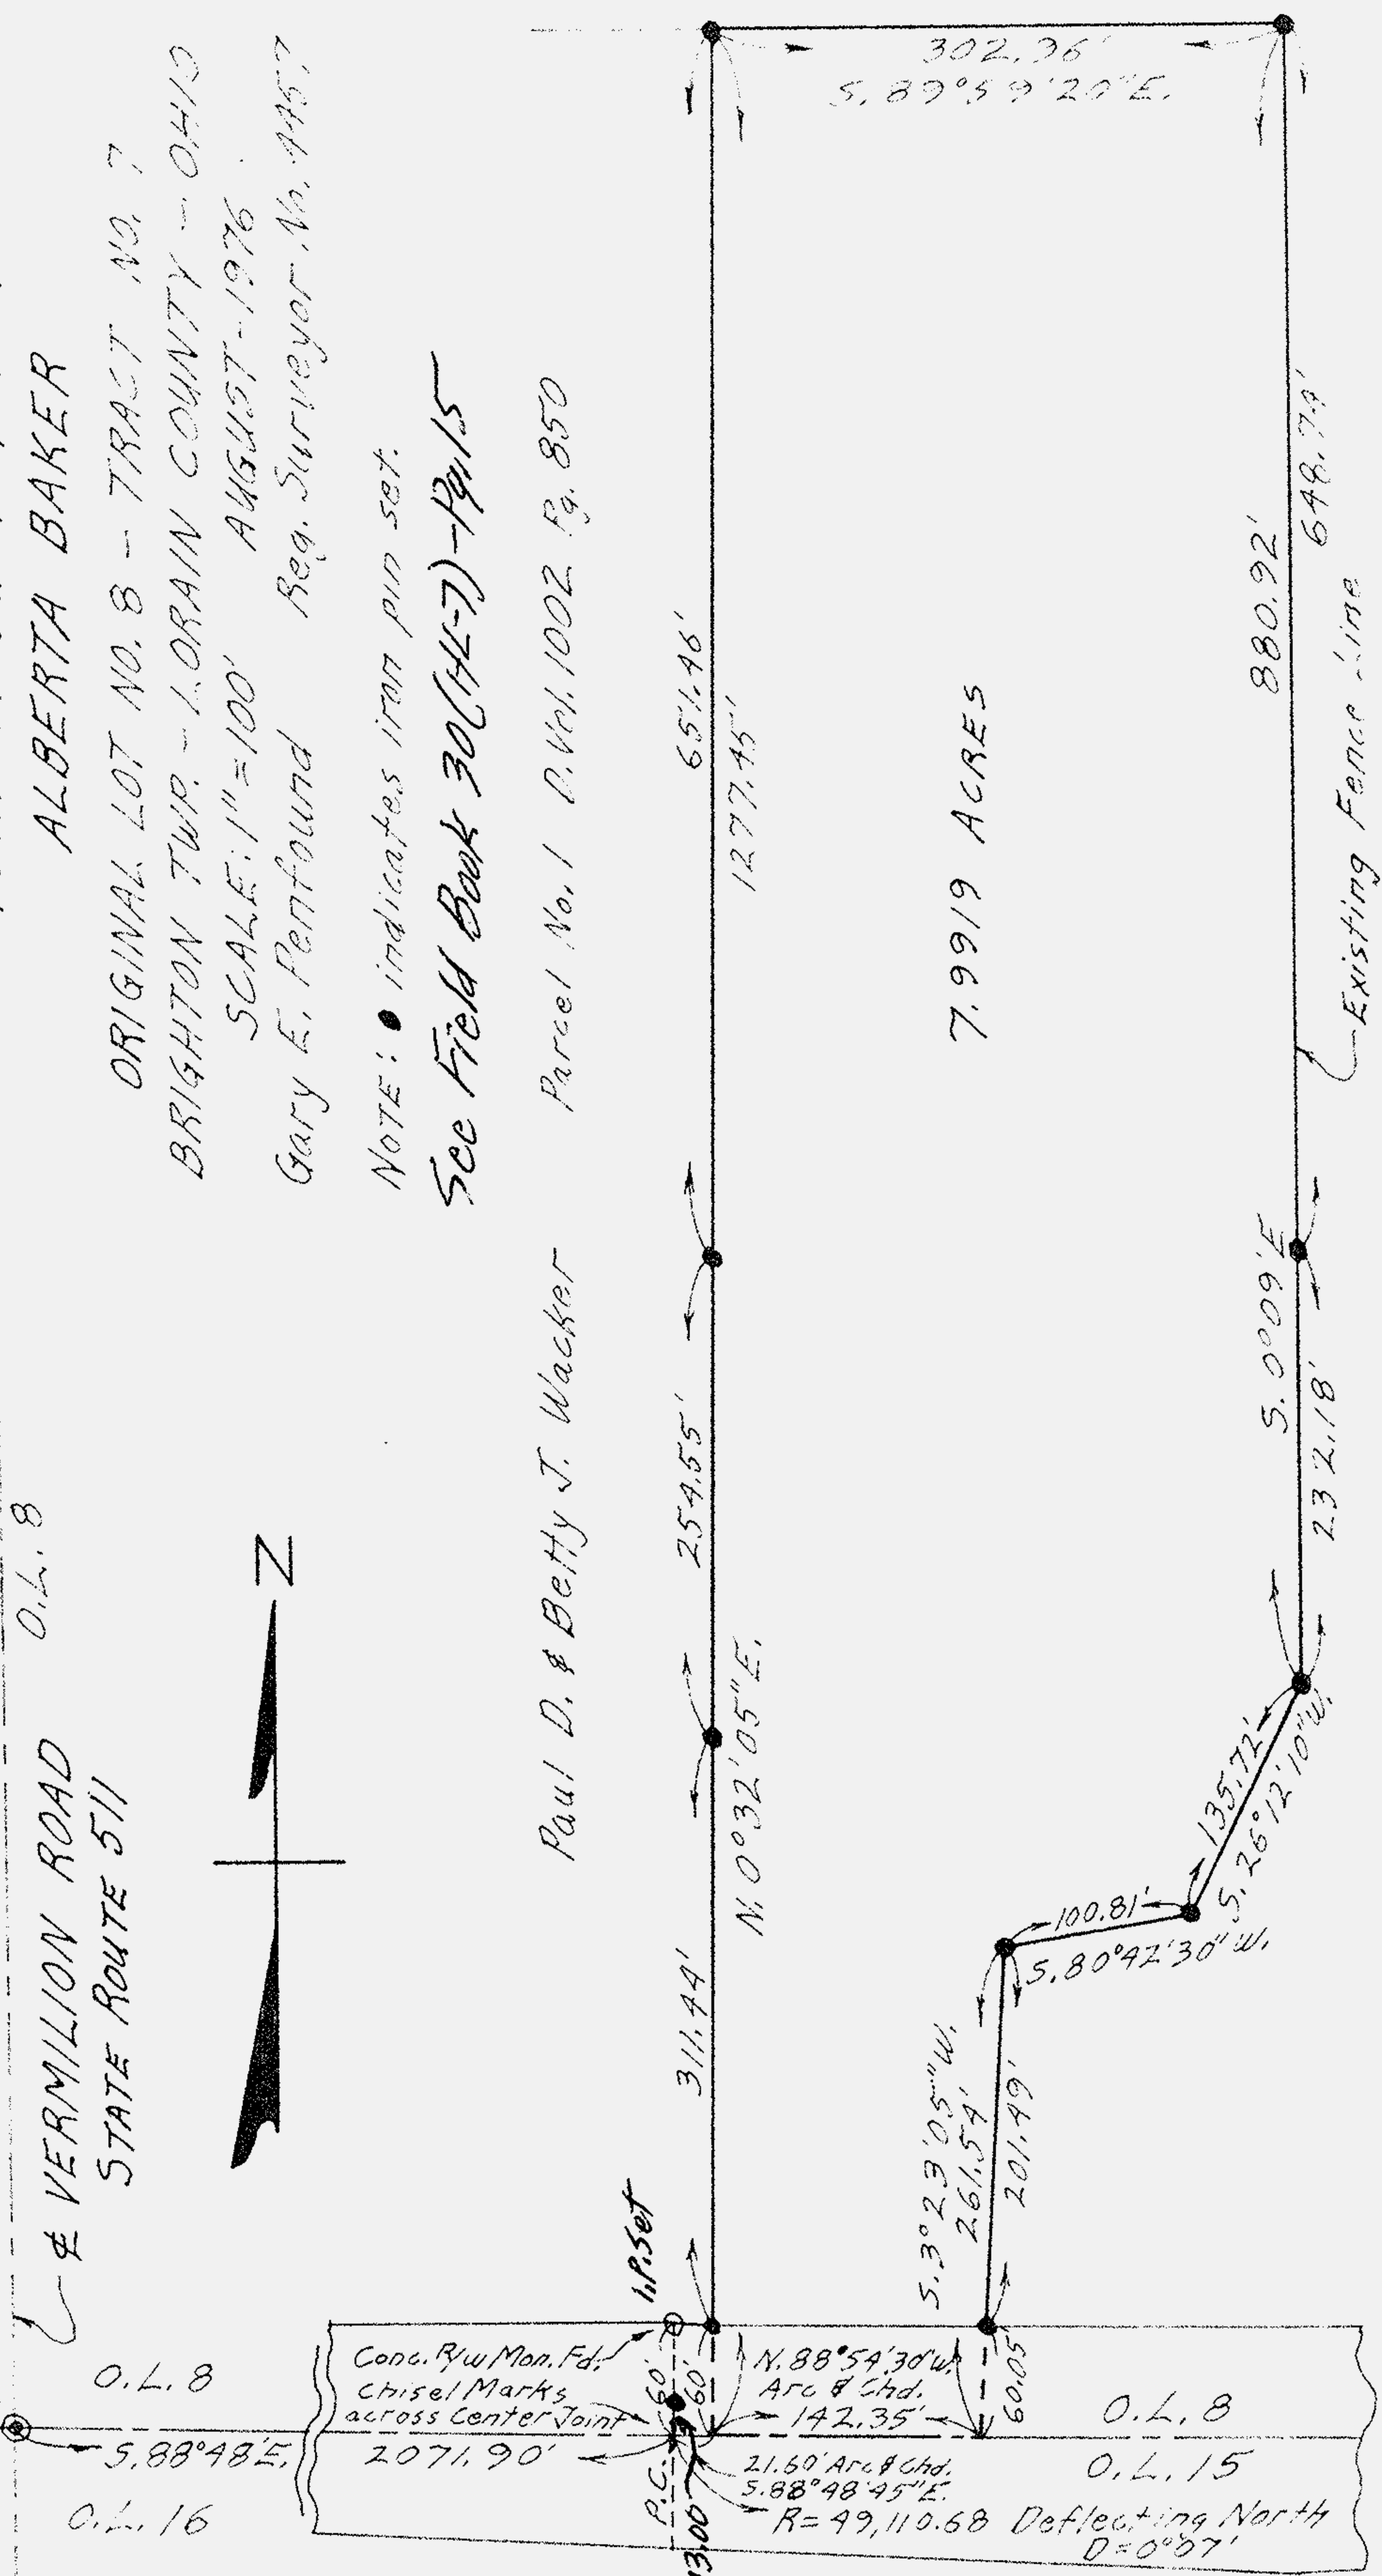 ALBERTA BAKER
ORIGINAL LOT NO. 8 - TRACT NO. 7
BRIGHTON TWP. - LORAIN COUNTY - OHIO
SCALE: 1"=100' AUGUST-1976
Gary E. Penfound Reg. Surveyor No. 4457
NOTE: ● indicates iron pin set.
See Field Book 30(HL-7)-Pg.15
Paul D. & Betty J. Wacker Parcel No. 1 D. Vol. 1002 Pg. 850
O.L. 8
℄ VERMILION ROAD
STATE ROUTE 511
N
302.36'
S. 89°59'20"E.
311.44' 254.55' 651.46'
N. 0°32'05"E. 1277.45'
7.9919 ACRES
S. 0°09'E 880.92'
232.18' 648.74'
Existing Fence Line
135.72'
S. 26°12'10"W.
100.81'
S. 80°42'30"W.
S. 3°23'05"W.
261.54'
201.49'
60.05'
I.P. Set
O.L. 8
Conc. R/W Mon. Fd.
Chisel Marks
across Center Joint
60'
60'
N. 88°54'30"W.
Arc & Chd.
142.35'
O.L. 8
S. 88°48'E. 2071.90'
O.L. 16
P.C.
13.00
21.60' Arc & Chd.
S. 88°48'45"E.
O.L. 15
R=49,110.68 Deflecting North
D=0°07'